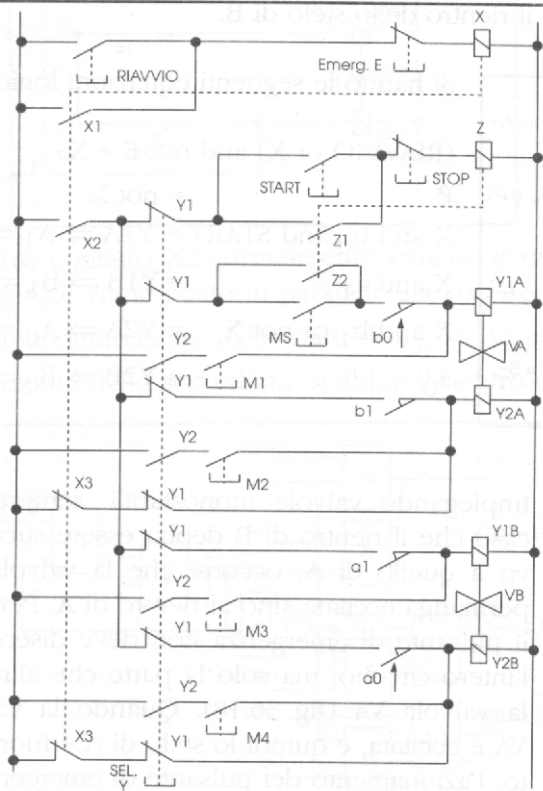 X
RIAVVIO
Emerg. E
X1
Z
START
STOP
X2
Y1
Z1
Y1
Z2
Y1A
MS
b0
VA
Y2
Y1
M1
b1
Y2A
Y2
M2
X3
Y1
Y1
Y1B
a1
Y2
VB
M3
Y1
a0
Y2B
Y2
M4
X3
Y1
SEL
Y